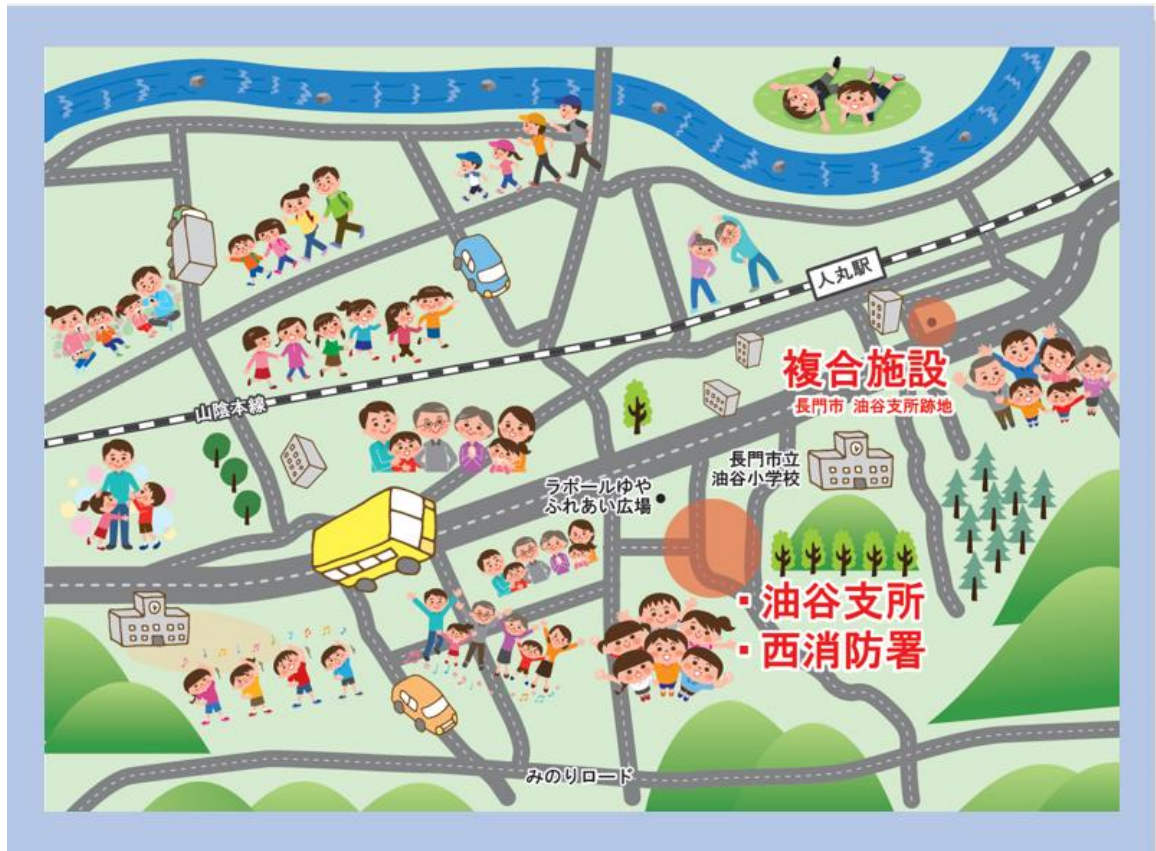 人丸駅
複合施設
長門市 油谷支所跡地
山陰本線
長門市立
油谷小学校
ラポールゆや
ふれあい広場
・油谷支所
・西消防署
みのりロード